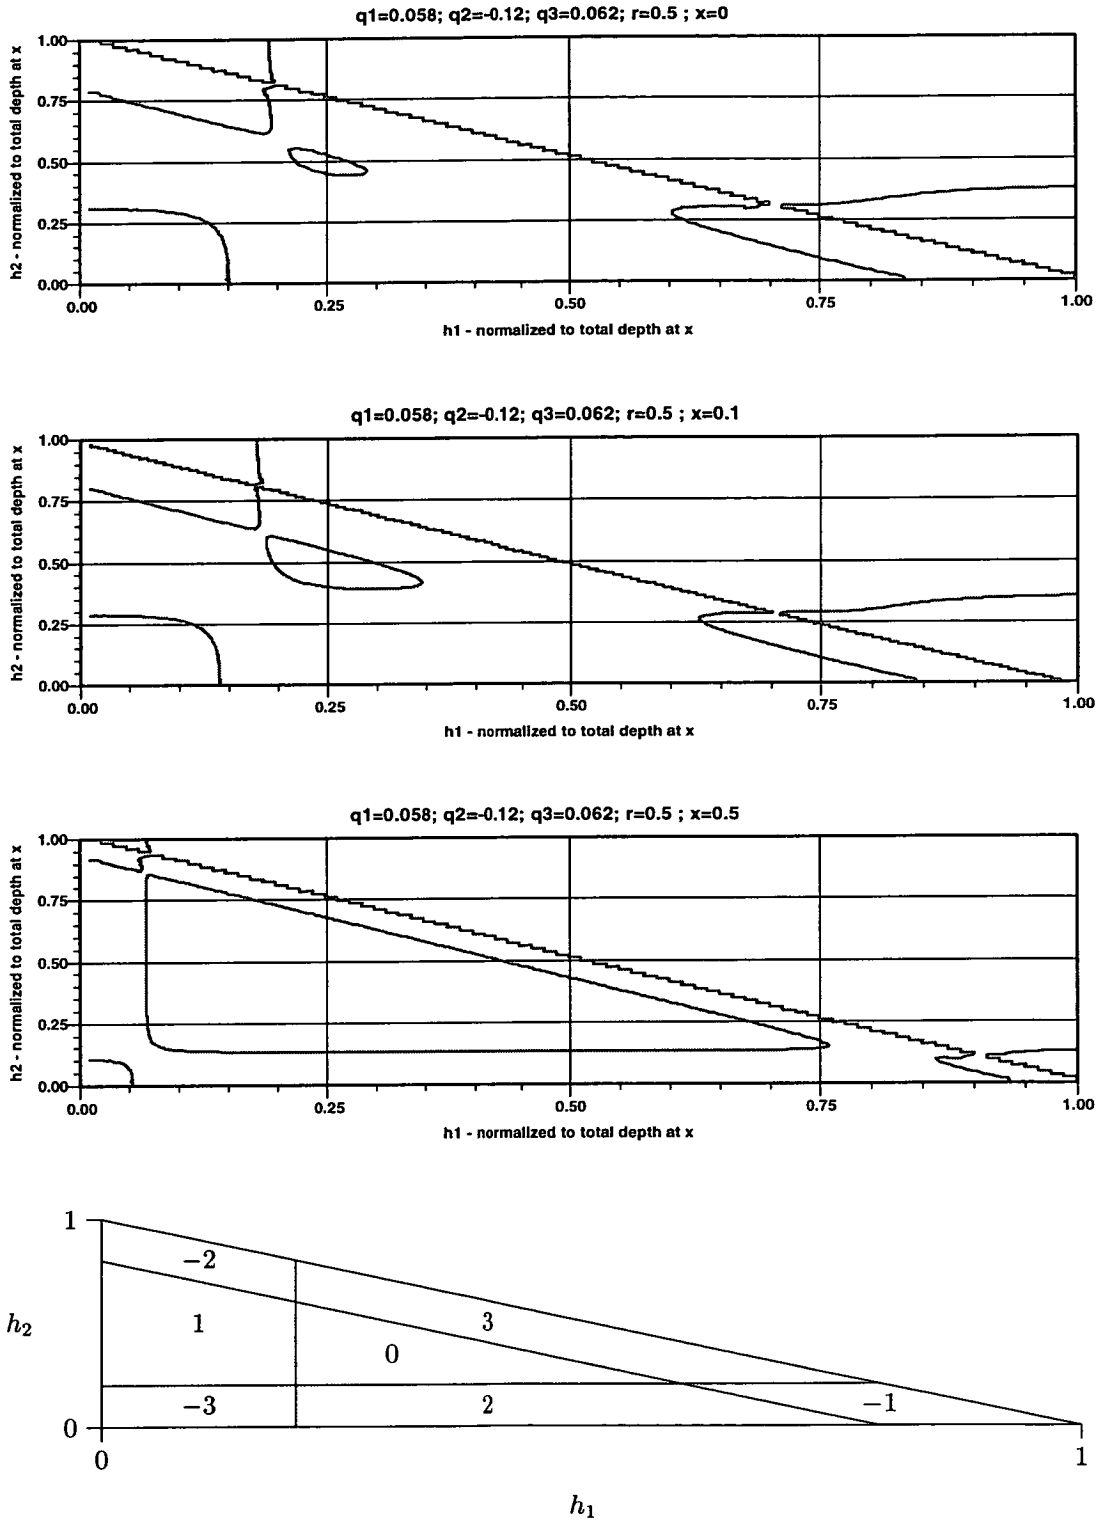 q1=0.058; q2=-0.12; q3=0.062; r=0.5 ; x=0
h2 - normalized to total depth at x
1.00
0.75
0.50
0.25
0.00
0.00 0.25 0.50 0.75 1.00
h1 - normalized to total depth at x
q1=0.058; q2=-0.12; q3=0.062; r=0.5 ; x=0.1
h2 - normalized to total depth at x
1.00
0.75
0.50
0.25
0.00
0.00 0.25 0.50 0.75 1.00
h1 - normalized to total depth at x
q1=0.058; q2=-0.12; q3=0.062; r=0.5 ; x=0.5
h2 - normalized to total depth at x
1.00
0.75
0.50
0.25
0.00
0.00 0.25 0.50 0.75 1.00
h1 - normalized to total depth at x
1
−2
h2
1
3
0
−3
2
−1
0
0
1
h1